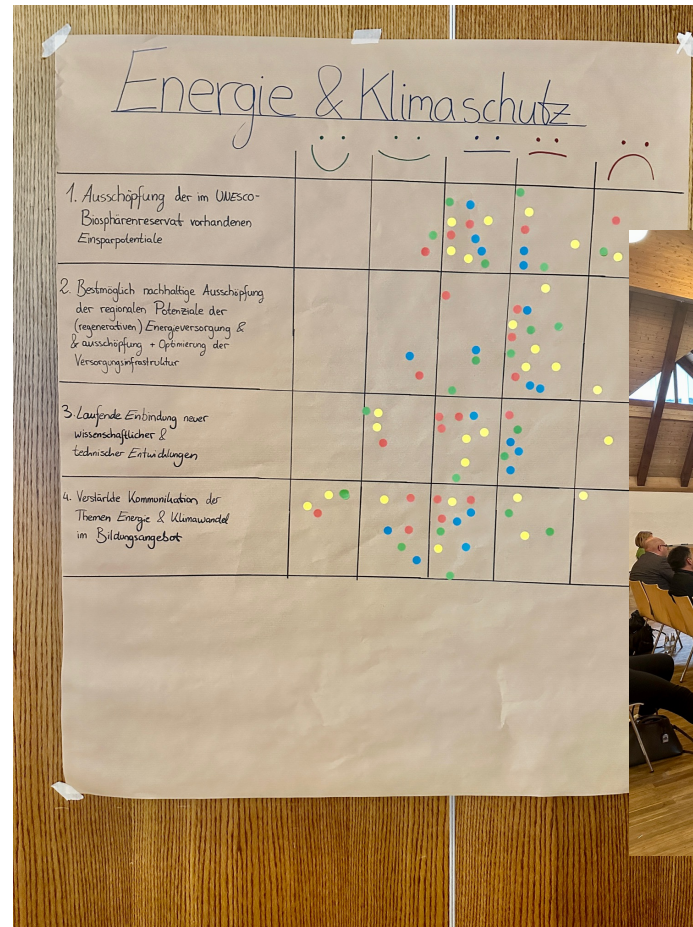 Energie & Klimaschutz
1. Ausschöpfung der im UNESCO-
Biosphärenreservat vorhandenen
Einsparpotentiale
2. Bestmöglich nachhaltige Ausschöpfung
der regionalen Potenziale der
(regenerativen) Energieversorgung &
& ausschöpfung + Optimierung der
Versorgungsinfrastruktur
3. Laufende Einbindung neuer
wissenschaftlicher &
technischer Entwicklungen
4. Verstärkte Kommunikation der
Themen Energie & Klimawandel
im Bildungsangebot